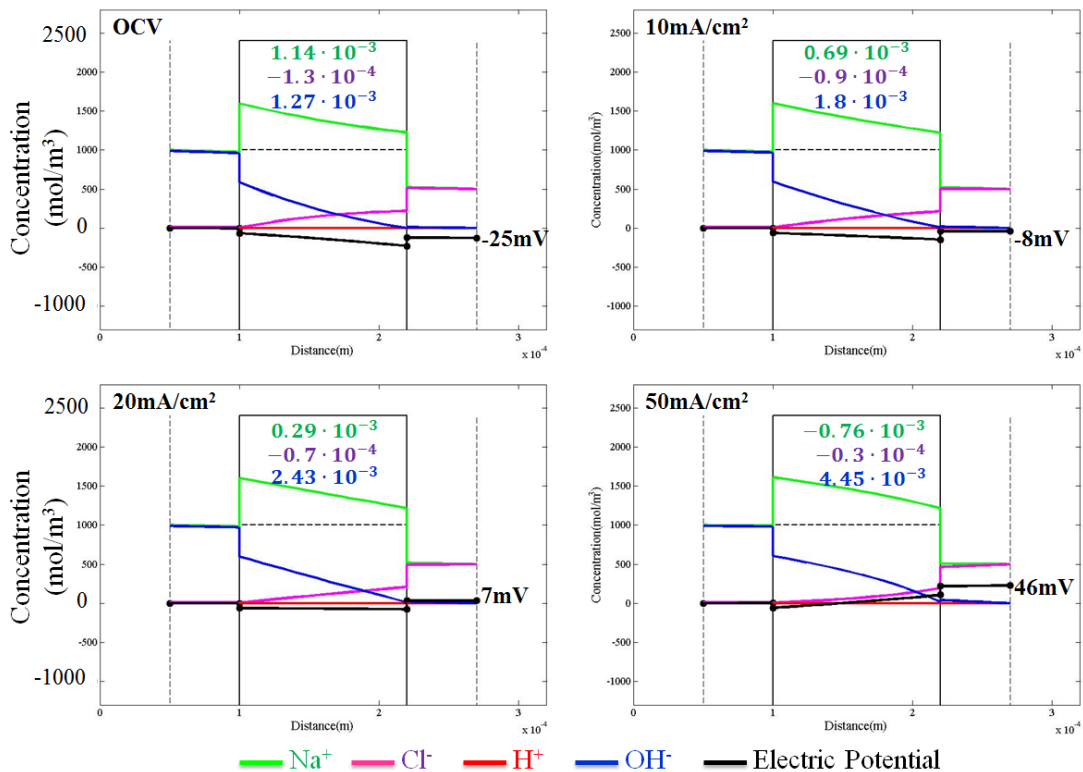 OCV
2500
1000
1500
1000
500
0
-500
-1000
Concentration
(mol/m³)
1.14 · 10⁻³
−1.3 · 10⁻⁴
1.27 · 10⁻³
-25mV
0
1
2
3
Distance(m)
x 10⁻⁴
10mA/cm²
2500
2000
1500
1000
500
0
-500
-1000
Concentration(mol/m³)
0.69 · 10⁻³
−0.9 · 10⁻⁴
1.8 · 10⁻³
-8mV
0
1
2
3
Distance(m)
x 10⁻⁴
20mA/cm²
2500
2000
1500
1000
500
0
-500
-1000
Concentration
(mol/m³)
0.29 · 10⁻³
−0.7 · 10⁻⁴
2.43 · 10⁻³
7mV
0
1
2
3
Distance(m)
x 10⁻⁴
50mA/cm²
2500
2000
1500
1000
500
0
-500
-1000
Concentration(mol/m³)
−0.76 · 10⁻³
−0.3 · 10⁻⁴
4.45 · 10⁻³
46mV
0
1
2
3
Distance(m)
x 10⁻⁴
Na⁺ Cl⁻ H⁺ OH⁻ Electric Potential